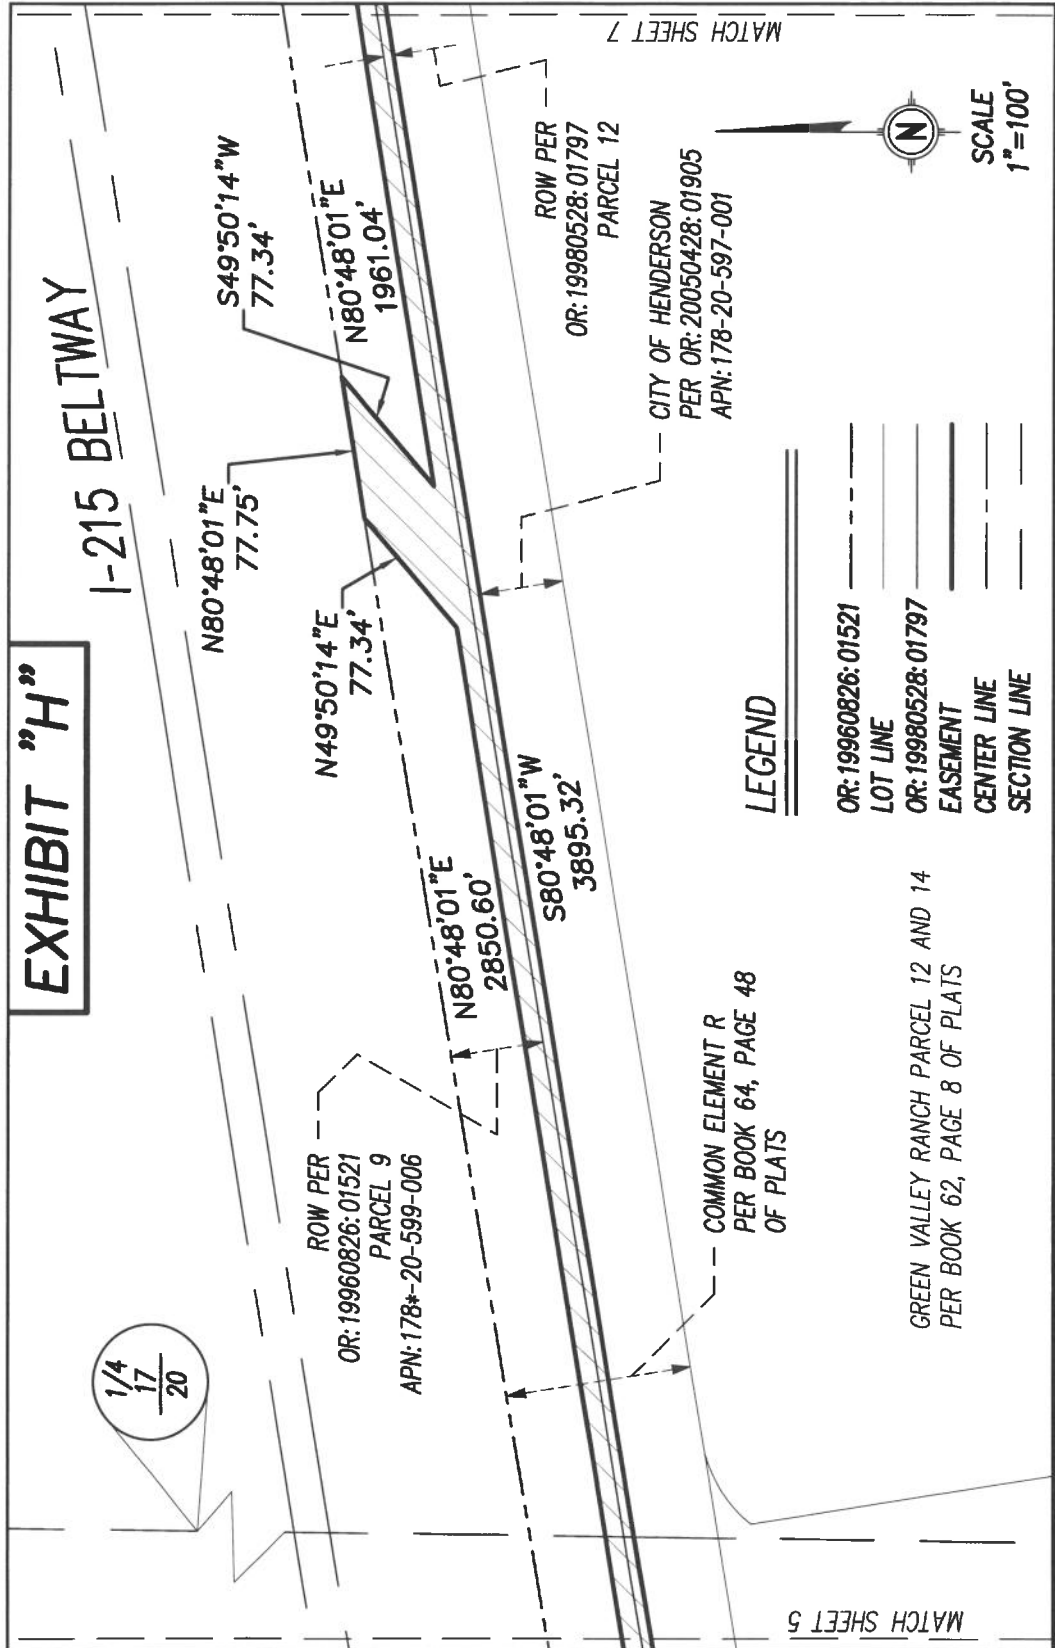 EXHIBIT "H"
I-215 BELTWAY
1/4
17
20
N80°48'01"E
77.75'
S49°50'14"W
77.34'
N49°50'14"E
77.34'
N80°48'01"E
1961.04'
N80°48'01"E
2850.60'
S80°48'01"W
3895.32'
ROW PER
OR:19960826:01521
PARCEL 9
APN:178*-20-599-006
ROW PER
OR:19980528:01797
PARCEL 12
CITY OF HENDERSON
PER OR:20050428:01905
APN:178-20-597-001
COMMON ELEMENT R
PER BOOK 64, PAGE 48
OF PLATS
GREEN VALLEY RANCH PARCEL 12 AND 14
PER BOOK 62, PAGE 8 OF PLATS
LEGEND
OR:19960826:01521
LOT LINE
OR:19980528:01797
EASEMENT
CENTER LINE
SECTION LINE
MATCH SHEET 5
MATCH SHEET 7
N
SCALE
1"=100'